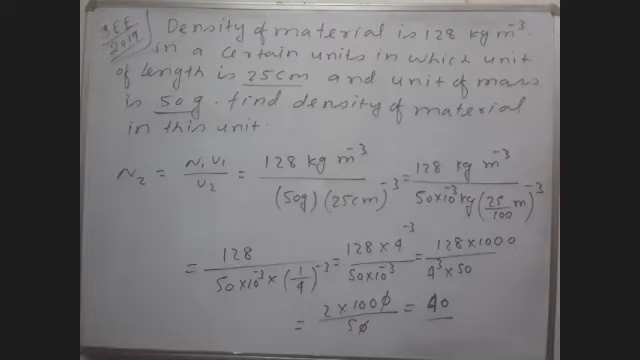 JEE 2019 Density of material is 128 kg m⁻³.
in a certain units in which unit
of length is 25cm and unit of mass
is 50g. find density of material
in this unit.
N₂ = N₁U₁/U₂ = 128 kg m⁻³/(50g)(25cm)⁻³ = 128 kg m⁻³/50×10⁻³ kg(25/100 m)⁻³
= 128/50×10⁻³×(1/4)⁻³ = 128×4⁻³/50×10⁻³ = 128×1000/4³×50
= 2×1000/50 = 40